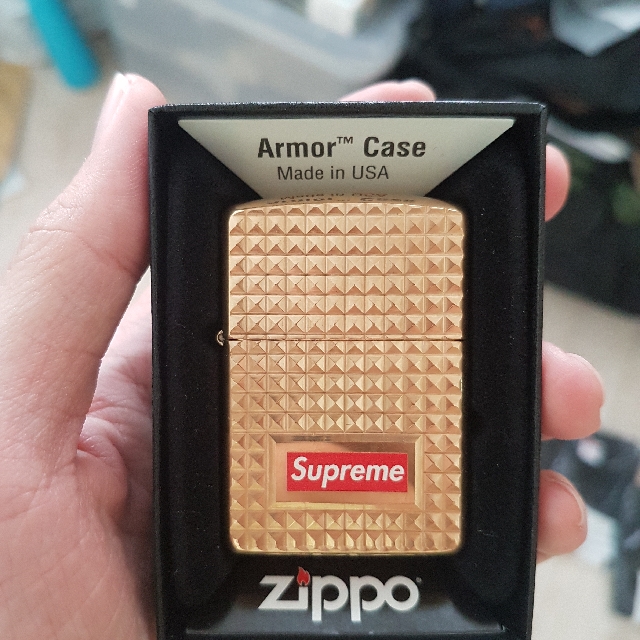 Armor™ Case
Made in USA
Supreme
zippo